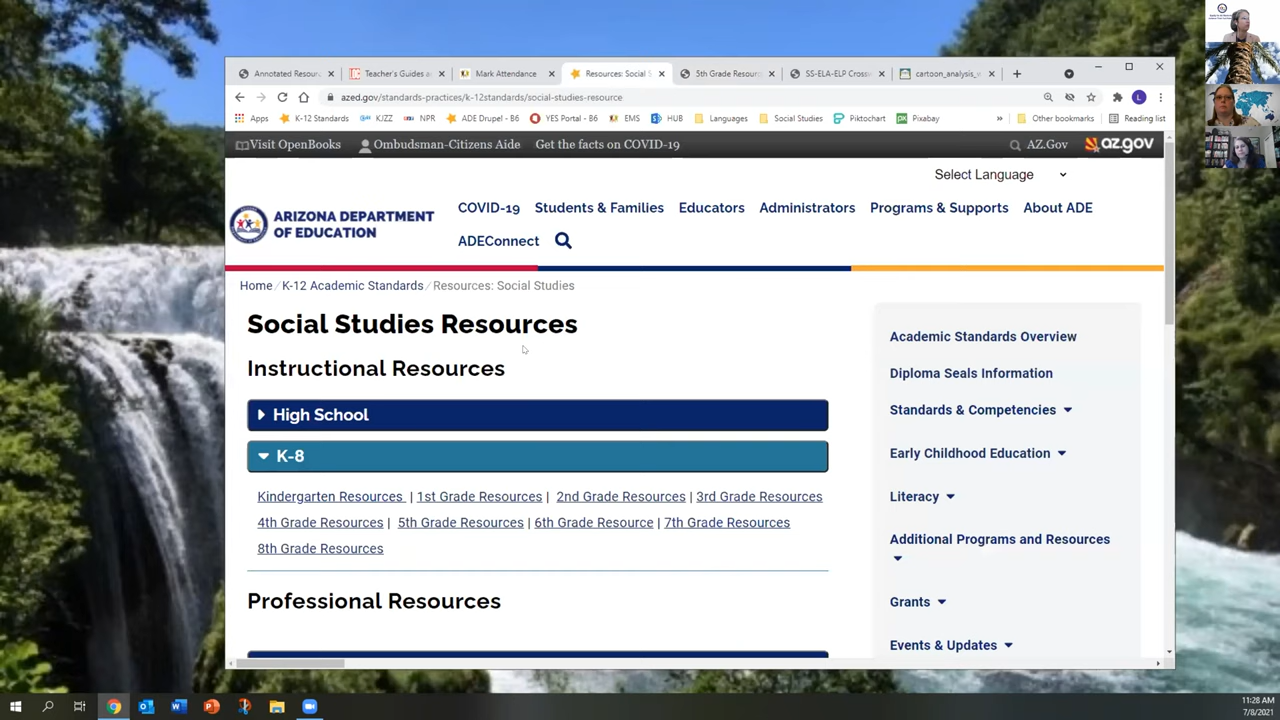 Annotated Resour
Teacher's Guides a
Mark Attendance
Resources: Social S
5th Grade Resourc
SS-ELA-ELP Cross
cartoon_analysis_v
azed.gov/standards-practices/k-12standards/social-studies-resource
Apps
K-12 Standards
KJZZ
NPR
ADE Drupel - B6
YES Portal - B6
EMS
HUB
Languages
Social Studies
Piktochart
Pixabay
»
Other bookmarks
Reading list
Visit OpenBooks
Ombudsman-Citizens Aide
Get the facts on COVID-19
AZ.Gov
az.gov
Select Language
ARIZONA DEPARTMENT
OF EDUCATION
COVID-19
Students & Families
Educators
Administrators
Programs & Supports
About ADE
ADEConnect
Home / K-12 Academic Standards / Resources: Social Studies
Social Studies Resources
Instructional Resources
High School
K-8
Kindergarten Resources | 1st Grade Resources | 2nd Grade Resources | 3rd Grade Resources
4th Grade Resources | 5th Grade Resources | 6th Grade Resource | 7th Grade Resources
8th Grade Resources
Professional Resources
Academic Standards Overview
Diploma Seals Information
Standards & Competencies
Early Childhood Education
Literacy
Additional Programs and Resources
Grants
Events & Updates
11:28 AM
7/8/2021